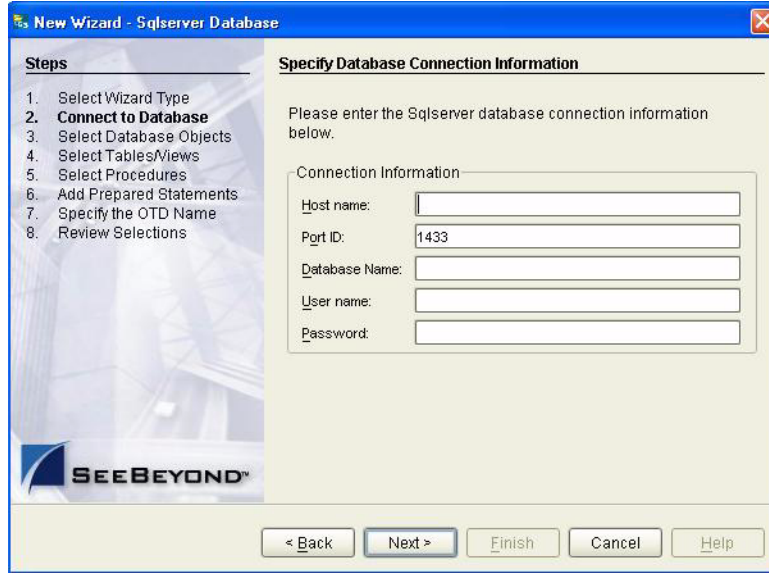 New Wizard - Sqlserver Database
Steps
1. Select Wizard Type
2. Connect to Database
3. Select Database Objects
4. Select Tables/Views
5. Select Procedures
6. Add Prepared Statements
7. Specify the OTD Name
8. Review Selections
SEEBEYOND™
Specify Database Connection Information
Please enter the Sqlserver database connection information
below.
Connection Information
Host name:
Port ID: 1433
Database Name:
User name:
Password:
< Back Next > Finish Cancel Help